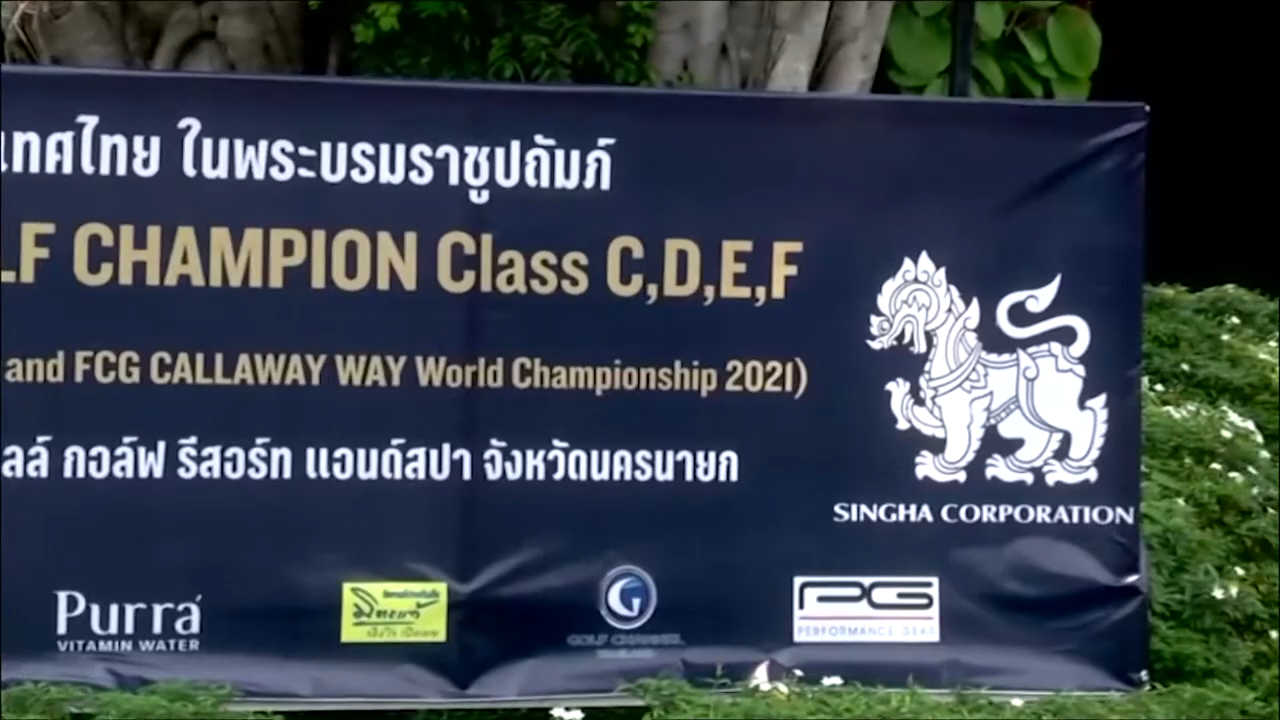 เทศไทย ในพระบรมราชูปถัมภ์
LF CHAMPION Class C,D,E,F
and FCG CALLAWAY WAY World Championship 2021)
ลล์ กอล์ฟ รีสอร์ท แอนด์สปา จังหวัดนครนายก
SINGHA CORPORATION
Purra
VITAMIN WATER
G
GOLF CHANNEL
PG
PERFORMANCE GEAR